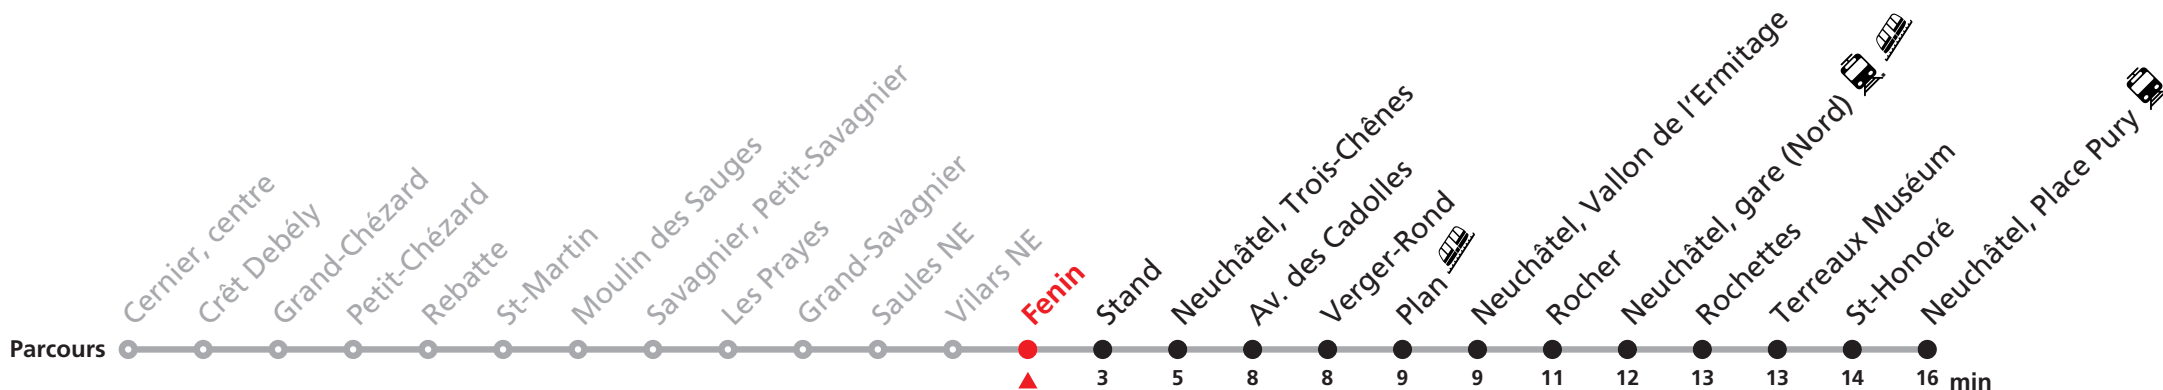 Cernier, centre
Crêt Debély
Grand-Chézard
Petit-Chézard
Rebatte
St-Martin
Moulin des Sauges
Savagnier, Petit-Savagnier
Les Prayes
Grand-Savagnier
Saules NE
Vilars NE
Fenin
Stand
Neuchâtel, Trois-Chênes
Av. des Cadolles
Verger-Rond
Plan
Neuchâtel, Vallon de l'Ermitage
Rocher
Neuchâtel, gare (Nord)
Rochettes
Terreaux Muséum
St-Honoré
Neuchâtel, Place Pury
Parcours
3 5 8 8 9 9 11 12 13 13 14 16 min